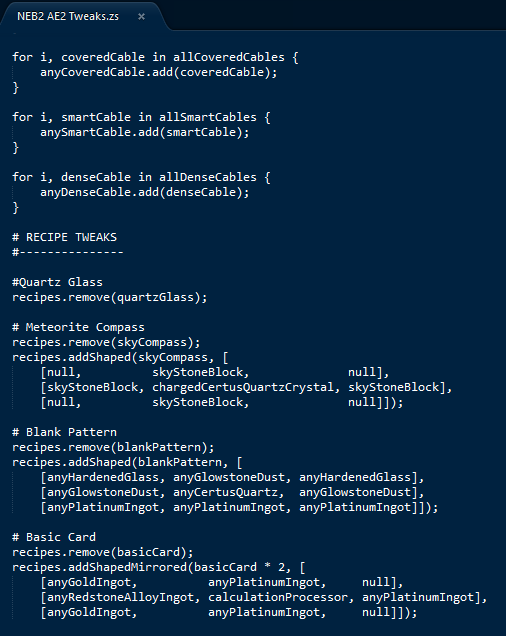 NEB2 AE2 Tweaks.zs ×
for i, coveredCable in allCoveredCables {
    anyCoveredCable.add(coveredCable);
}
for i, smartCable in allSmartCables {
    anySmartCable.add(smartCable);
}
for i, denseCable in allDenseCables {
    anyDenseCable.add(denseCable);
}
# RECIPE TWEAKS
#---------------
#Quartz Glass
recipes.remove(quartzGlass);
# Meteorite Compass
recipes.remove(skyCompass);
recipes.addShaped(skyCompass, [
    [null,          skyStoneBlock,              null],
    [skyStoneBlock, chargedCertusQuartzCrystal, skyStoneBlock],
    [null,          skyStoneBlock,              null]]);
# Blank Pattern
recipes.remove(blankPattern);
recipes.addShaped(blankPattern, [
    [anyHardenedGlass, anyGlowstoneDust, anyHardenedGlass],
    [anyGlowstoneDust, anyCertusQuartz,  anyGlowstoneDust],
    [anyPlatinumIngot, anyPlatinumIngot, anyPlatinumIngot]]);
# Basic Card
recipes.remove(basicCard);
recipes.addShapedMirrored(basicCard * 2, [
    [anyGoldIngot,          anyPlatinumIngot,     null],
    [anyRedstoneAlloyIngot, calculationProcessor, anyPlatinumIngot],
    [anyGoldIngot,          anyPlatinumIngot,     null]]);